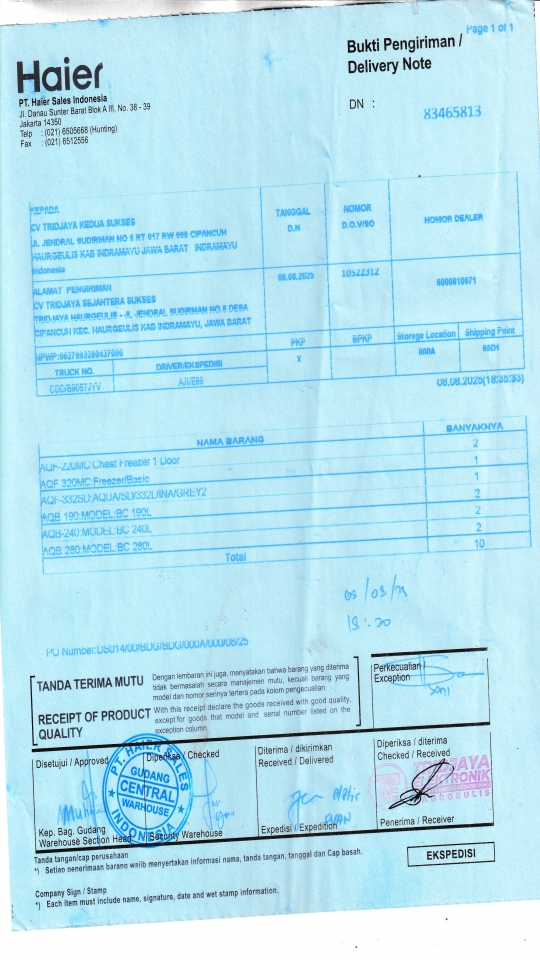 Page 1 of 1
Haier
Bukti Pengiriman /
Delivery Note
PT. Haier Sales Indonesia
Jl. Danau Sunter Barat Blok A III. No. 38 - 39
Jakarta 14350
Telp : (021) 6505668 (Hunting)
Fax : (021) 6512556
DN : 83465813
KEPADA
CV TRIDJAYA KEDUA SUKSES
JL JENDRAL SUDIRMAN NO 8 RT 017 RW 008 CIPANCUH
HAURGEULIS KAB INDRAMAYU JAWA BARAT INDRAMAYU
Indonesia
TANGGAL
D.N
NOMOR
D.O.V/SO
NOMOR DEALER
ALAMAT PENGIRIMAN
CV TRIDJAYA SEJAHTERA SUKSES
TRIDJAYA HAURGEULIS - JL JENDRAL SUDIRMAN NO.8 DESA
CIPANCUH KEC. HAURGEULIS KAB INDRAMAYU, JAWA BARAT
08.08.2025
10522312
PKP
BPKP
Storege Location
Shipping Point
X
000A
TRUCK NO.
DRIVER/EKSPEDISI
08.08.2025(18:35:33)
NAMA BARANG
BANYAKNYA
AQF-220MC:Chest Freezer 1 Door 2
AQF 320MC:Freezer/Basic 1
AQF-332SD:AQUA/SD/332L/INA/GREY2 1
AQB 190:MODEL:BC 190L 2
AQB-240:MODEL:BC 240L 2
AQB 280:MODEL:BC 280L 2
Total 10
PO Number:DS014/00/BDG/BDG/000A/000/08/25
TANDA TERIMA MUTU
Dengan lembaran ini juga, menyatakan bahwa barang yang diterima
tidak bermasalah secara manajemen mutu, kecuali barang yang
model dan nomor serinya tertera pada kolom pengecualian
RECEIPT OF PRODUCT
QUALITY
With this receipt declare the goods received with good quality,
except for goods that model and serial number listed on the
exception column
Perkecualian /
Exception
Disetujui / Approved
Diperiksa / Checked
Diterima / dikirimkan
Received / Delivered
Diperiksa / diterima
Checked / Received
PT. HAIER SALES
GUDANG
CENTRAL
WARHOUSE
INDONESIA
Kep. Bag. Gudang
Warehouse Section Head
Security Warehouse
Expedisi / Expedition
Penerima / Receiver
Tanda tangan/cap perusahaan
*) Setiap penerimaan barang wajib menyertakan informasi nama, tanda tangan, tanggal dan Cap basah.
EKSPEDISI
Company Sign / Stamp
*) Each item must include name, signature, date and wet stamp information.